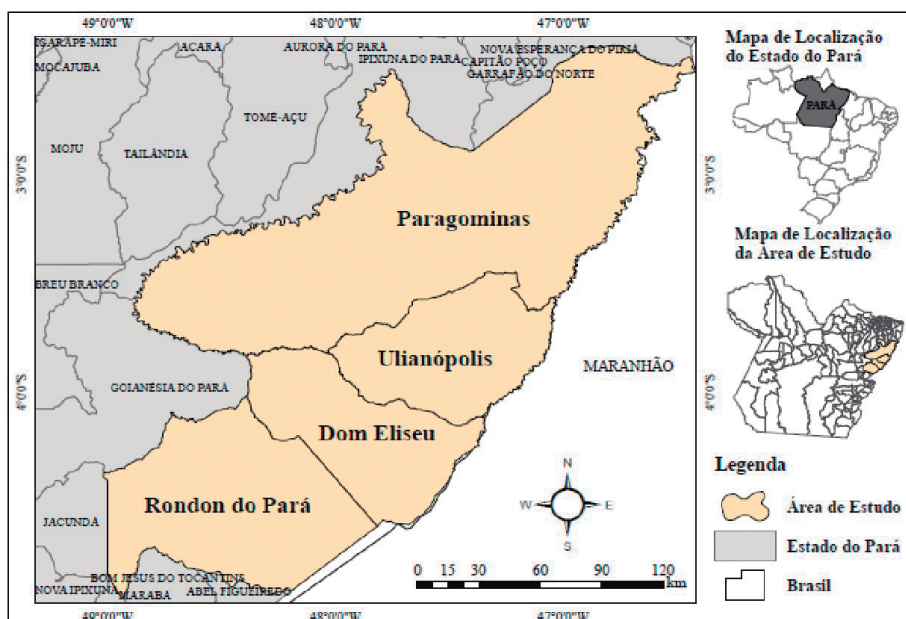 49°0'0"W 48°0'0"W 47°0'0"W
IGARAPÉ-MIRI
ACARÁ
AURORA DO PARÁ
NOVA ESPERANÇA DO PIRIÁ
MOCAJUBA
IPIXUNA DO PARÁ
CAPITÃO POÇO
GARRAFÃO DO NORTE
TOMÉ-AÇU
MOJU
TAILÂNDIA
3°0'0"S
3°0'0"S
Paragominas
BREU BRANCO
Ulianópolis
MARANHÃO
GOIANÉSIA DO PARÁ
4°0'0"S
4°0'0"S
Dom Eliseu
Rondon do Pará
JACUNDÁ
N
W E
S
BOM JESUS DO TOCANTINS
NOVA IPIXUNA
MARABA
ABEL FIGUEIREDO
0 15 30 60 90 120
km
49°0'0"W 48°0'0"W 47°0'0"W
Mapa de Localização
do Estado do Pará
PARÁ
Mapa de Localização
da Área de Estudo
Legenda
Área de Estudo
Estado do Pará
Brasil